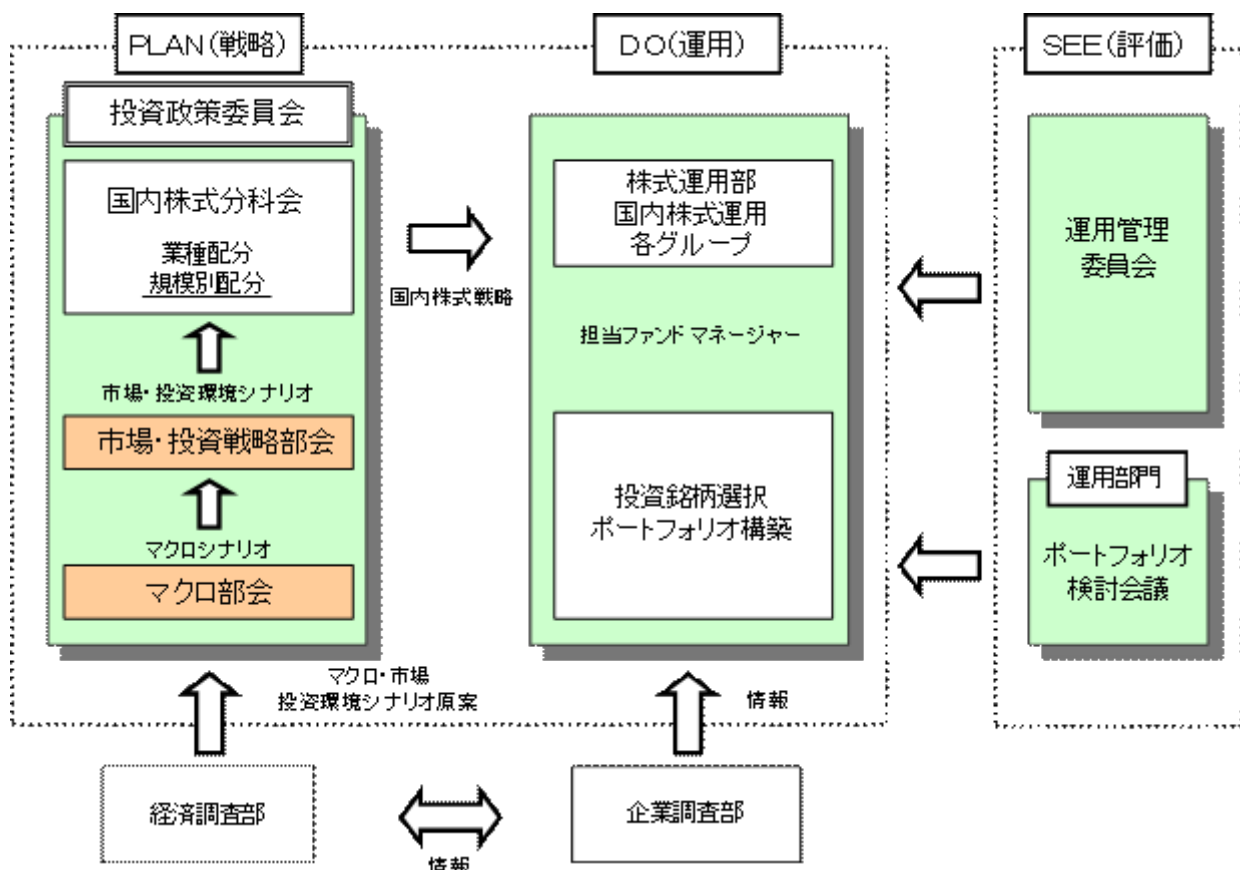 PLAN(戦略)
投資政策委員会
国内株式分科会
業種配分
規模別配分
市場・投資環境シナリオ
市場・投資戦略部会
マクロシナリオ
マクロ部会
国内株式戦略
DO(運用)
株式運用部
国内株式運用
各グループ
担当ファンドマネージャー
投資銘柄選択
ポートフォリオ構築
SEE(評価)
運用管理
委員会
運用部門
ポートフォリオ
検討会議
マクロ・市場
投資環境シナリオ原案
情報
経済調査部
情報
企業調査部